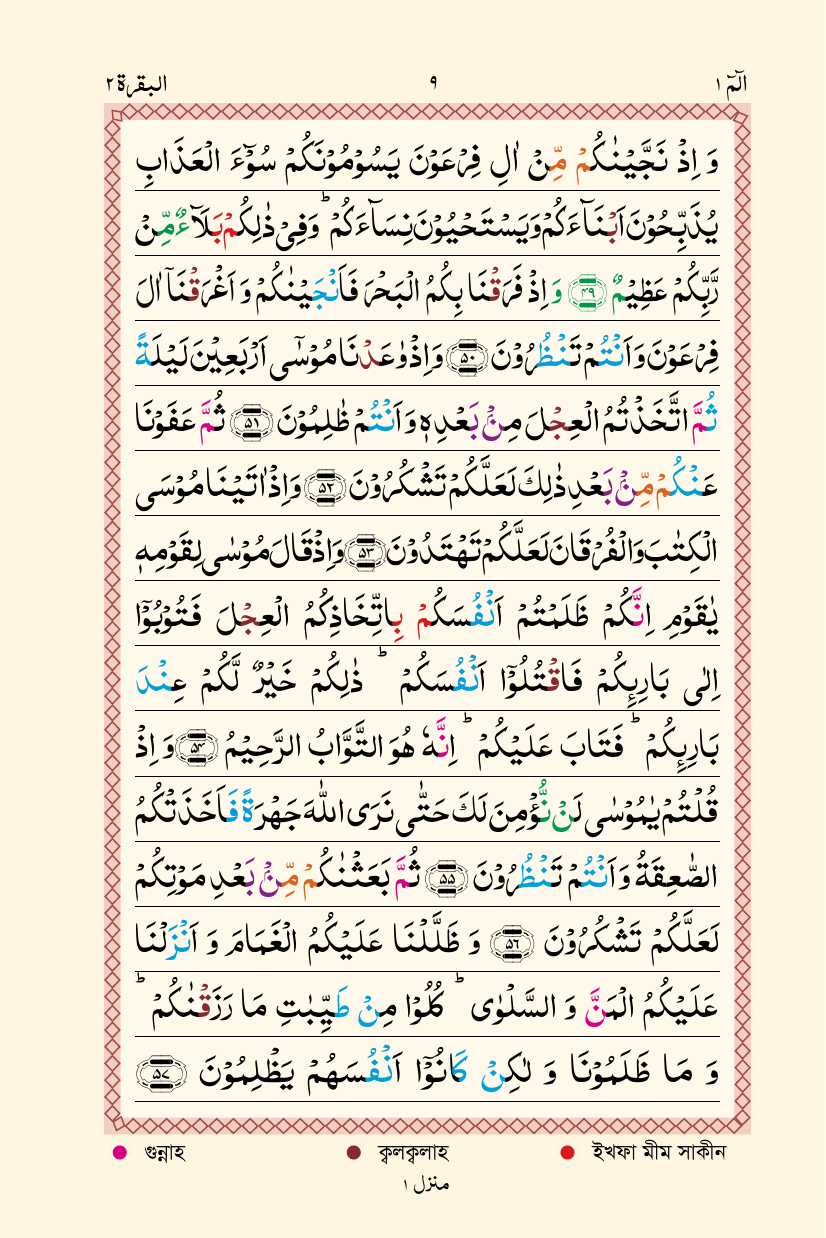 الٓمّٓ ١ ٩ البقرة ٢
وَ اِذْ نَجَّيْنٰكُمْ مِّنْ اٰلِ فِرْعَوْنَ يَسُوْمُوْنَكُمْ سُوْٓءَ الْعَذَابِ
يُذَبِّحُوْنَ اَبْنَآءَكُمْ وَيَسْتَحْيُوْنَ نِسَآءَكُمْ ؕ وَفِىْ ذٰلِكُمْ بَلَآءٌ مِّنْ
رَّبِّكُمْ عَظِيْمٌ ﴿۴۹﴾ وَ اِذْ فَرَقْنَا بِكُمُ الْبَحْرَ فَاَنْجَيْنٰكُمْ وَ اَغْرَقْنَآ اٰلَ
فِرْعَوْنَ وَ اَنْتُمْ تَنْظُرُوْنَ ﴿۵۰﴾ وَ اِذْ وٰعَدْنَا مُوْسٰٓى اَرْبَعِيْنَ لَيْلَةً
ثُمَّ اتَّخَذْتُمُ الْعِجْلَ مِنْۢ بَعْدِهٖ وَ اَنْتُمْ ظٰلِمُوْنَ ﴿۵۱﴾ ثُمَّ عَفَوْنَا
عَنْكُمْ مِّنْۢ بَعْدِ ذٰلِكَ لَعَلَّكُمْ تَشْكُرُوْنَ ﴿۵۲﴾ وَ اِذْ اٰتَيْنَا مُوْسَى
الْكِتٰبَ وَالْفُرْقَانَ لَعَلَّكُمْ تَهْتَدُوْنَ ﴿۵۳﴾ وَ اِذْ قَالَ مُوْسٰى لِقَوْمِهٖ
يٰقَوْمِ اِنَّكُمْ ظَلَمْتُمْ اَنْفُسَكُمْ بِاتِّخَاذِكُمُ الْعِجْلَ فَتُوْبُوْٓا
اِلٰى بَارِئِكُمْ فَاقْتُلُوْٓا اَنْفُسَكُمْ ؕ ذٰلِكُمْ خَيْرٌ لَّكُمْ عِنْدَ
بَارِئِكُمْ ؕ فَتَابَ عَلَيْكُمْ ؕ اِنَّهٗ هُوَ التَّوَّابُ الرَّحِيْمُ ﴿۵۴﴾ وَ اِذْ
قُلْتُمْ يٰمُوْسٰى لَنْ نُّؤْمِنَ لَكَ حَتّٰى نَرَى اللّٰهَ جَهْرَةً فَاَخَذَتْكُمُ
الصّٰعِقَةُ وَ اَنْتُمْ تَنْظُرُوْنَ ﴿۵۵﴾ ثُمَّ بَعَثْنٰكُمْ مِّنْۢ بَعْدِ مَوْتِكُمْ
لَعَلَّكُمْ تَشْكُرُوْنَ ﴿۵۶﴾ وَ ظَلَّلْنَا عَلَيْكُمُ الْغَمَامَ وَ اَنْزَلْنَا
عَلَيْكُمُ الْمَنَّ وَ السَّلْوٰى ؕ كُلُوْا مِنْ طَيِّبٰتِ مَا رَزَقْنٰكُمْ ؕ
وَ مَا ظَلَمُوْنَا وَ لٰكِنْ كَانُوْٓا اَنْفُسَهُمْ يَظْلِمُوْنَ ﴿۵۷﴾
গুন্নাহ ক্বলক্বলাহ ইখফা মীম সাকীন
منزل ١